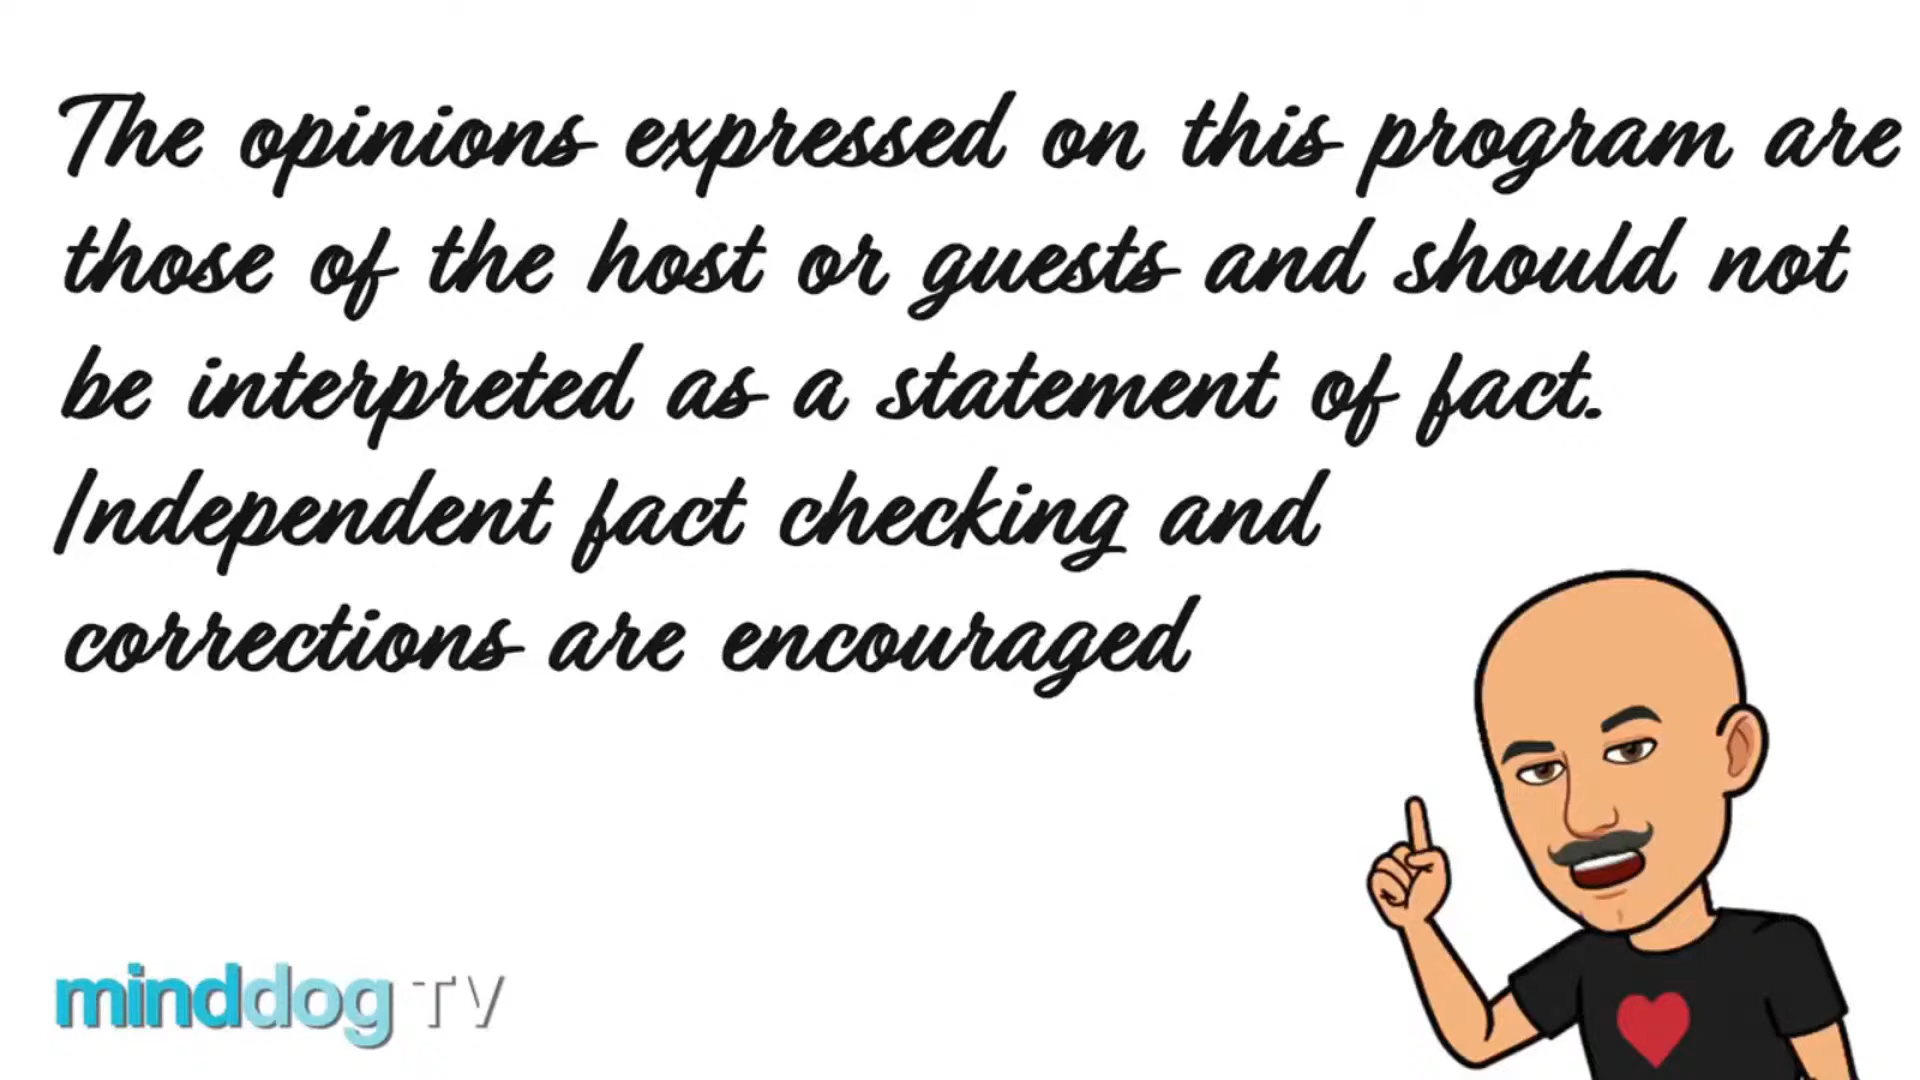 The opinions expressed on this program are
those of the host or guests and should not
be interpreted as a statement of fact.
Independent fact checking and
corrections are encouraged
minddog TV